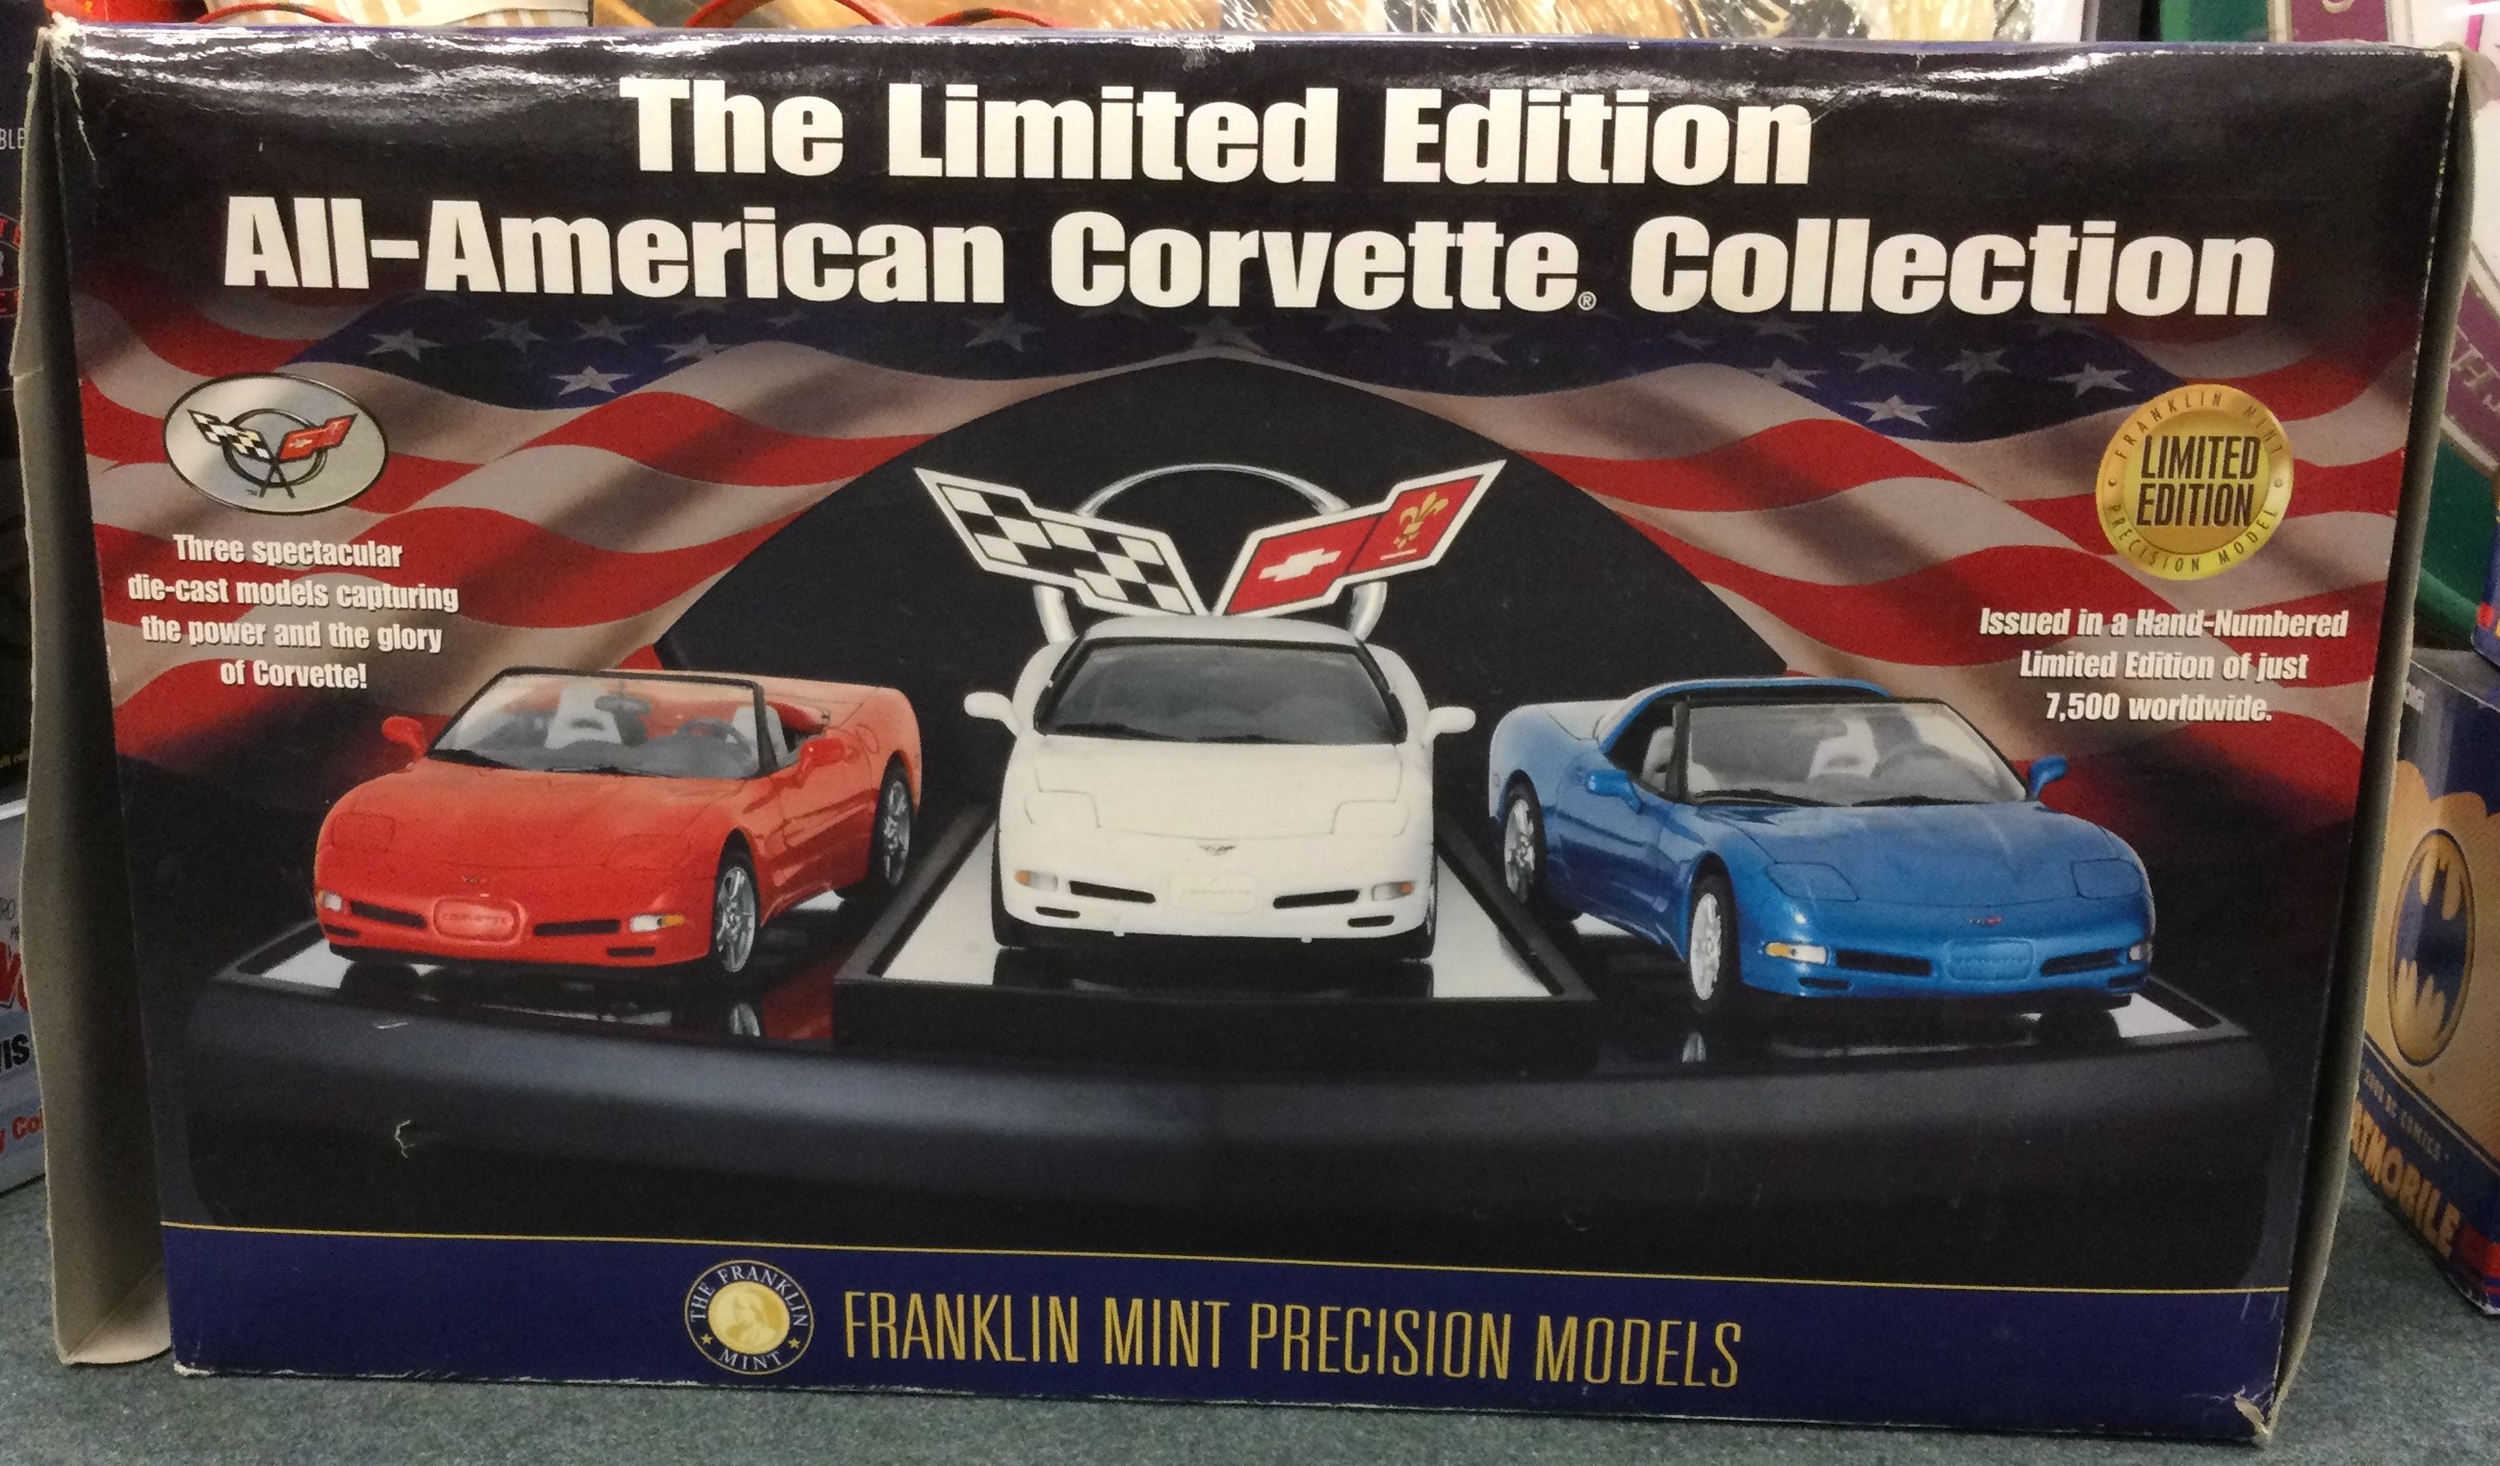 The Limited Edition
All-American Corvette® Collection
TM
Three spectacular
die-cast models capturing
the power and the glory
of Corvette!
FRANKLIN MINT
LIMITED
EDITION
PRECISION MODEL
Issued in a Hand-Numbered
Limited Edition of just
7,500 worldwide.
THE FRANKLIN
MINT
FRANKLIN MINT PRECISION MODELS